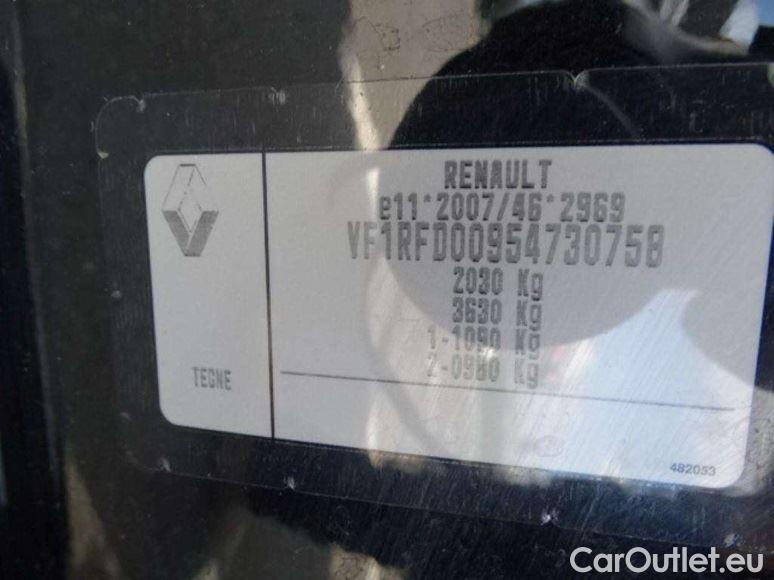 RENAULT
e11*2007/46*2969
VF1RFD00954730758
2030 Kg
3630 Kg
1-1090 Kg
2-0980 Kg
TECNE
482053
CarOutlet.eu